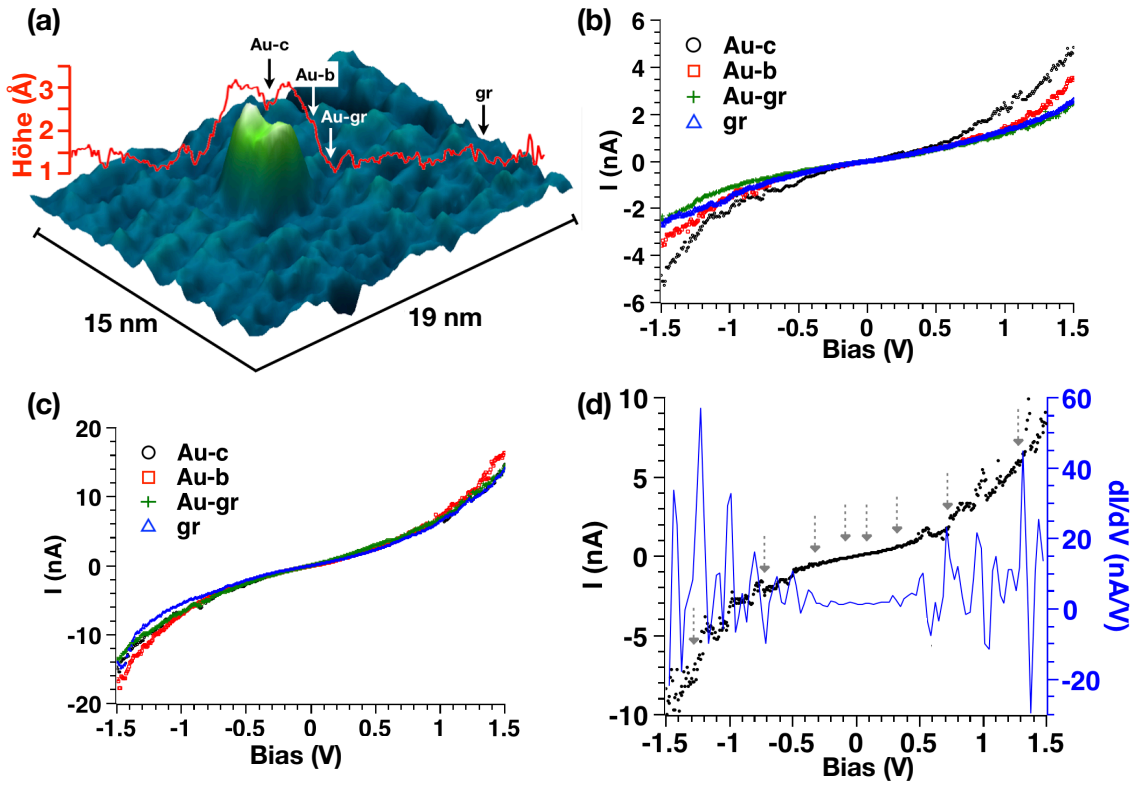 (a)
Höhe (Å)
3
2
1
Au-c
Au-b
Au-gr
gr
15 nm
19 nm
(b)
Au-c
Au-b
Au-gr
gr
I (nA)
6
4
2
0
-2
-4
-6
-1.5 -1 -0.5 0 0.5 1 1.5
Bias (V)
(c)
Au-c
Au-b
Au-gr
gr
I (nA)
20
10
0
-10
-20
-1.5 -1 -0.5 0 0.5 1 1.5
Bias (V)
(d)
I (nA)
10
5
0
-5
-10
60
40
20
0
-20
dI/dV (nA/V)
-1.5 -1 -0.5 0 0.5 1 1.5
Bias (V)